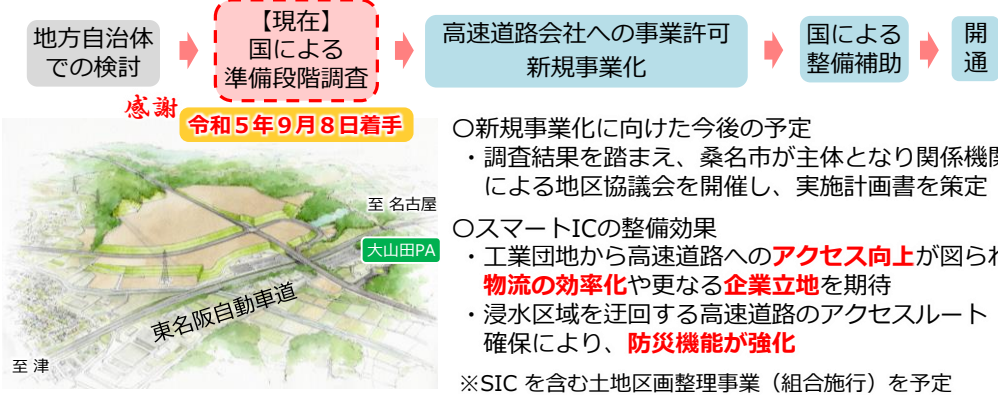 地方自治体
での検討
【現在】
国による
準備段階調査
高速道路会社への事業許可
新規事業化
国による
整備補助
開
通
感謝
令和５年９月８日着手
至 名古屋
大山田PA
東名阪自動車道
至 津
〇新規事業化に向けた今後の予定
・調査結果を踏まえ、桑名市が主体となり関係機関
による地区協議会を開催し、実施計画書を策定
〇スマートICの整備効果
・工業団地から高速道路へのアクセス向上が図られ
物流の効率化や更なる企業立地を期待
・浸水区域を迂回する高速道路のアクセスルート
確保により、防災機能が強化
※SIC を含む土地区画整理事業（組合施行）を予定